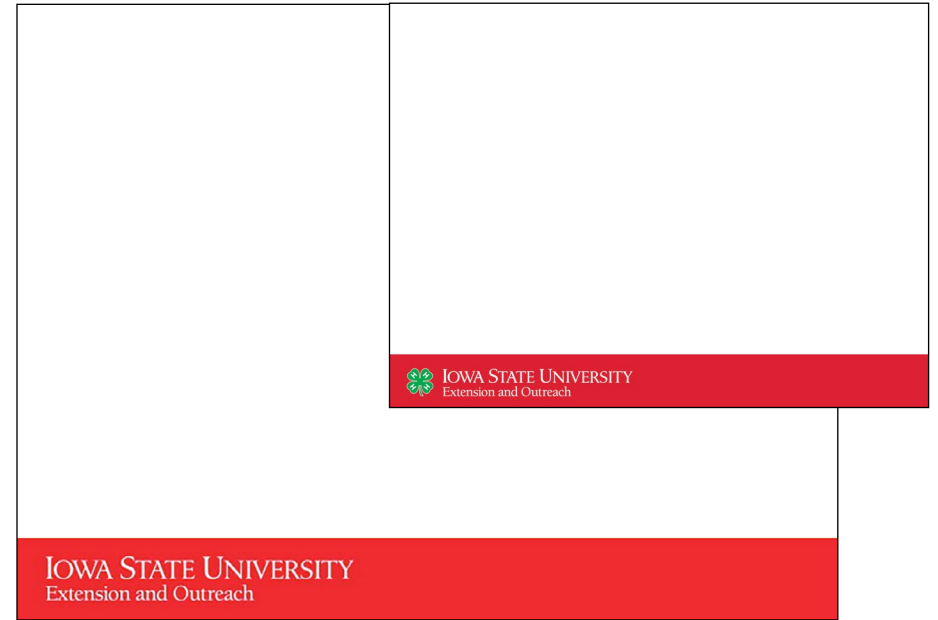 IOWA STATE UNIVERSITY
Extension and Outreach
H H
H H
IOWA STATE UNIVERSITY
Extension and Outreach